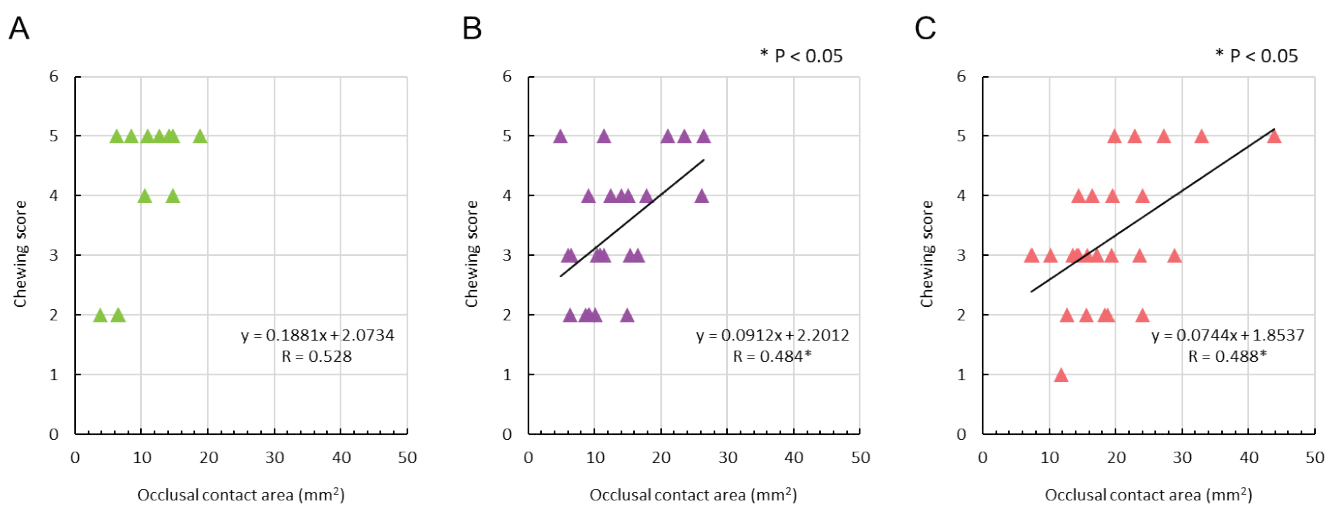 A
B
C
* P < 0.05
* P < 0.05
6
5
4
3
2
1
0
Chewing score
y = 0.1881x + 2.0734
R = 0.528
0
10
20
30
40
50
Occlusal contact area (mm²)
6
5
4
3
2
1
0
Chewing score
y = 0.0912x + 2.2012
R = 0.484*
0
10
20
30
40
50
Occlusal contact area (mm²)
6
5
4
3
2
1
0
Chewing score
y = 0.0744x + 1.8537
R = 0.488*
0
10
20
30
40
50
Occlusal contact area (mm²)